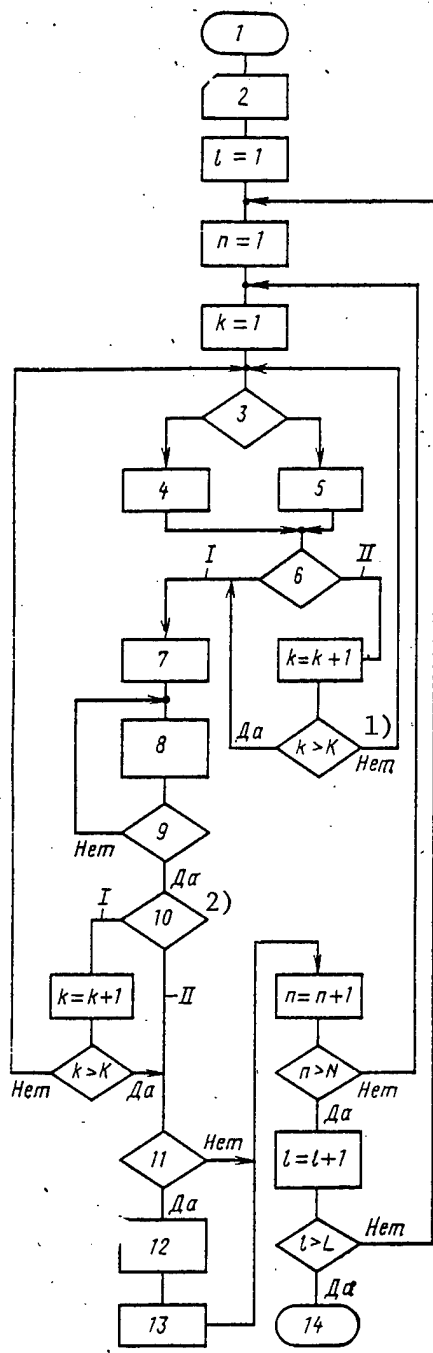 1
2
l = 1
n = 1
k = 1
3
4
5
I
6
II
7
k = k + 1
8
Да
k > K
1)
Нет
9
Нет
Да
I
10
2)
k = k + 1
II
n = n + 1
Нет
k > K
Да
n > N
Нет
11
Нет
Да
l = l + 1
Да
12
l > L
Нет
13
Да
14